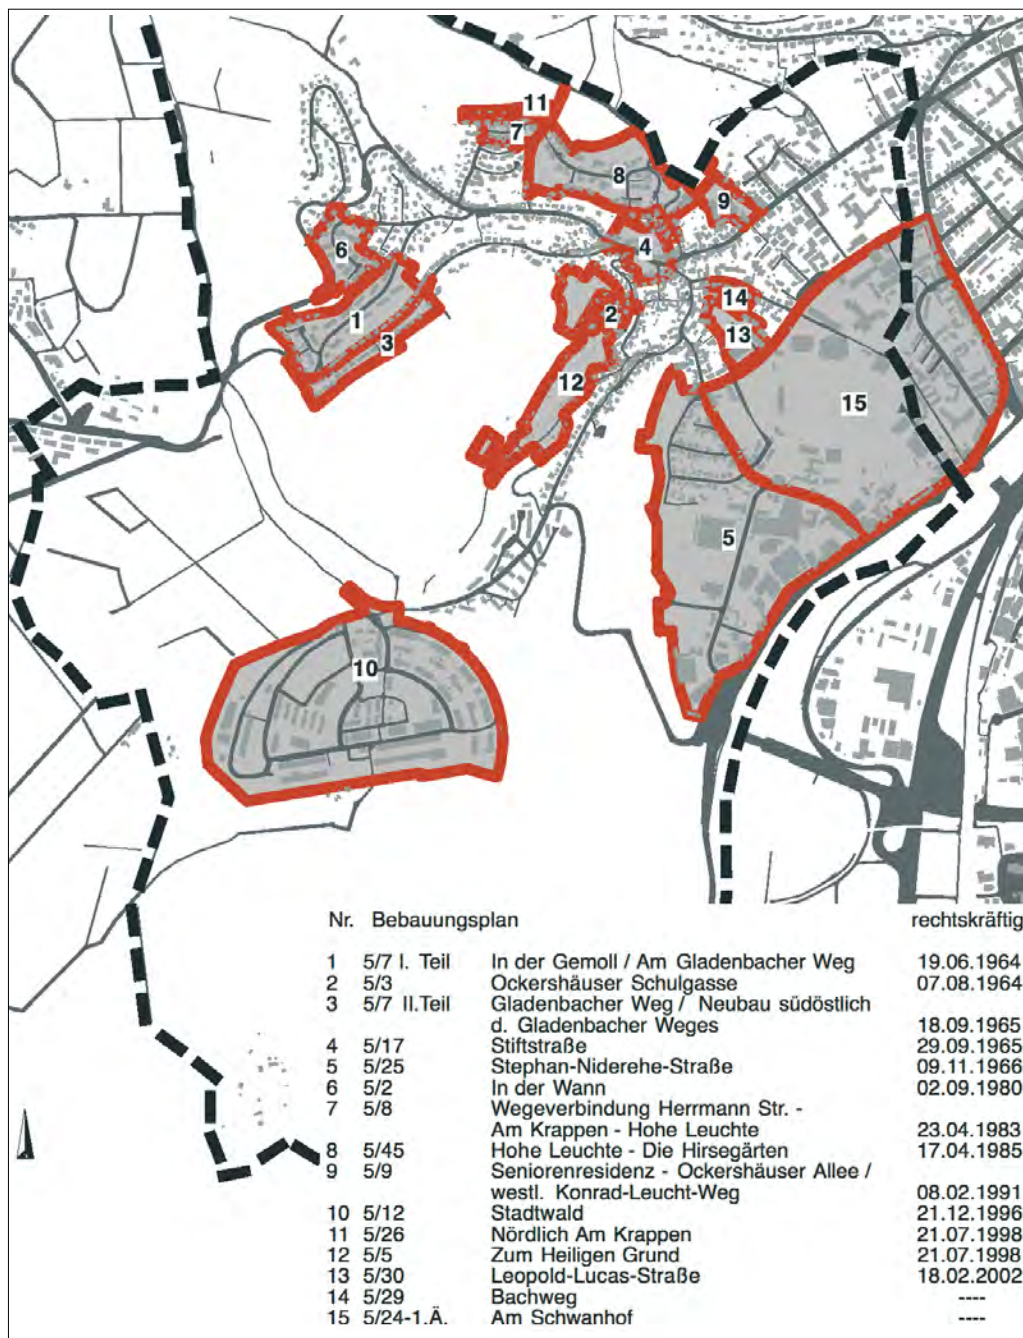 11
7
8
9
6
4
1
2
14
3
13
12
15
5
10
Nr. Bebauungsplan rechtskräftig
1 5/7 I. Teil In der Gemoll / Am Gladenbacher Weg 19.06.1964
2 5/3 Ockershäuser Schulgasse 07.08.1964
3 5/7 II.Teil Gladenbacher Weg / Neubau südöstlich
d. Gladenbacher Weges 18.09.1965
4 5/17 Stiftstraße 29.09.1965
5 5/25 Stephan-Niderehe-Straße 09.11.1966
6 5/2 In der Wann 02.09.1980
7 5/8 Wegeverbindung Herrmann Str. -
Am Krappen - Hohe Leuchte 23.04.1983
8 5/45 Hohe Leuchte - Die Hirsegärten 17.04.1985
9 5/9 Seniorenresidenz - Ockershäuser Allee /
westl. Konrad-Leucht-Weg 08.02.1991
10 5/12 Stadtwald 21.12.1996
11 5/26 Nördlich Am Krappen 21.07.1998
12 5/5 Zum Heiligen Grund 21.07.1998
13 5/30 Leopold-Lucas-Straße 18.02.2002
14 5/29 Bachweg ----
15 5/24-1.Ä. Am Schwanhof ----